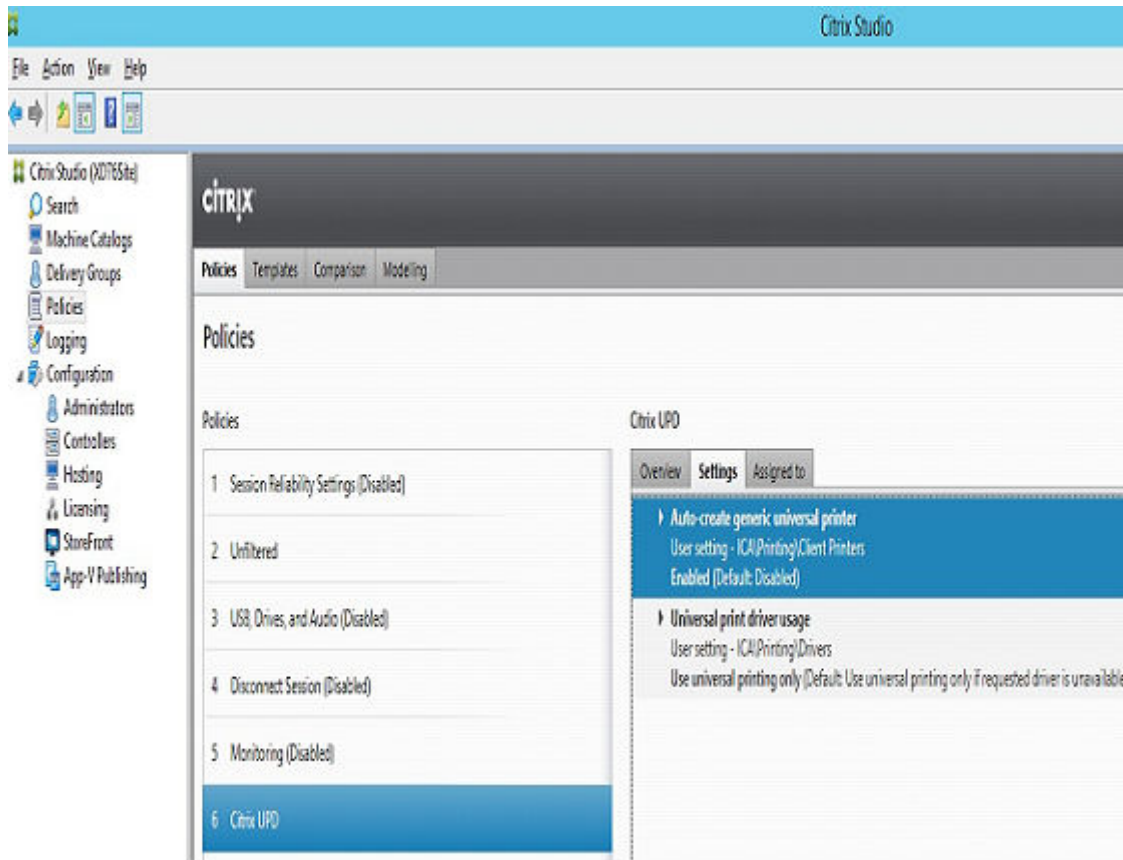 Citrix Studio
File Action View Help
Citrix Studio (XD76Site)
Search
Machine Catalogs
Delivery Groups
Policies
Logging
Configuration
Administrators
Controllers
Hosting
Licensing
StoreFront
App-V Publishing
CİTRIX
Policies Templates Comparison Modeling
Policies
Policies
1 Session Reliability Settings (Disabled)
2 Unfiltered
3 USB, Drives, and Audio (Disabled)
4 Disconnect Session (Disabled)
5 Monitoring (Disabled)
6 Citrix UPD
Citrix UPD
Overview Settings Assigned to
Auto-create generic universal printer
User setting - ICA\Printing\Client Printers
Enabled (Default: Disabled)
Universal print driver usage
User setting - ICA\Printing\Drivers
Use universal printing only (Default: Use universal printing only if requested driver is unavailable